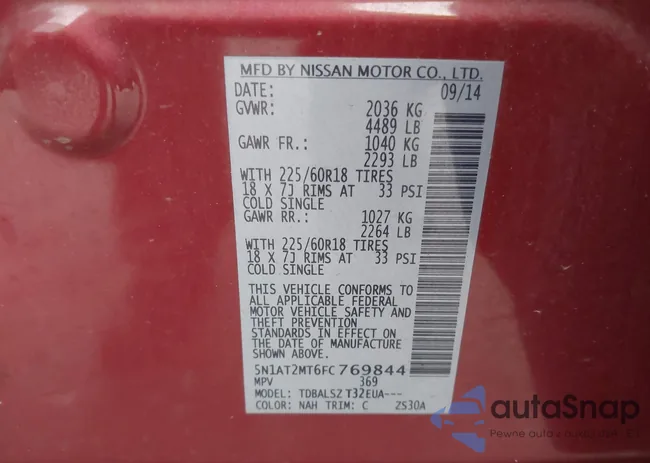 MFD BY NISSAN MOTOR CO., LTD.
DATE: 09/14
GVWR: 2036 KG
4489 LB
GAWR FR.: 1040 KG
2293 LB
WITH 225/60R18 TIRES
18 X 7J RIMS AT 33 PSI
COLD SINGLE
GAWR RR.: 1027 KG
2264 LB
WITH 225/60R18 TIRES
18 X 7J RIMS AT 33 PSI
COLD SINGLE
THIS VEHICLE CONFORMS TO
ALL APPLICABLE FEDERAL
MOTOR VEHICLE SAFETY AND
THEFT PREVENTION
STANDARDS IN EFFECT ON
THE DATE OF MANUFACTURE
SHOWN ABOVE.
5N1AT2MT6FC769844
MPV 369
MODEL: TDBALSZ T32EUA---
COLOR: NAH TRIM: C ZS30A
autoSnap
Pewne auto z